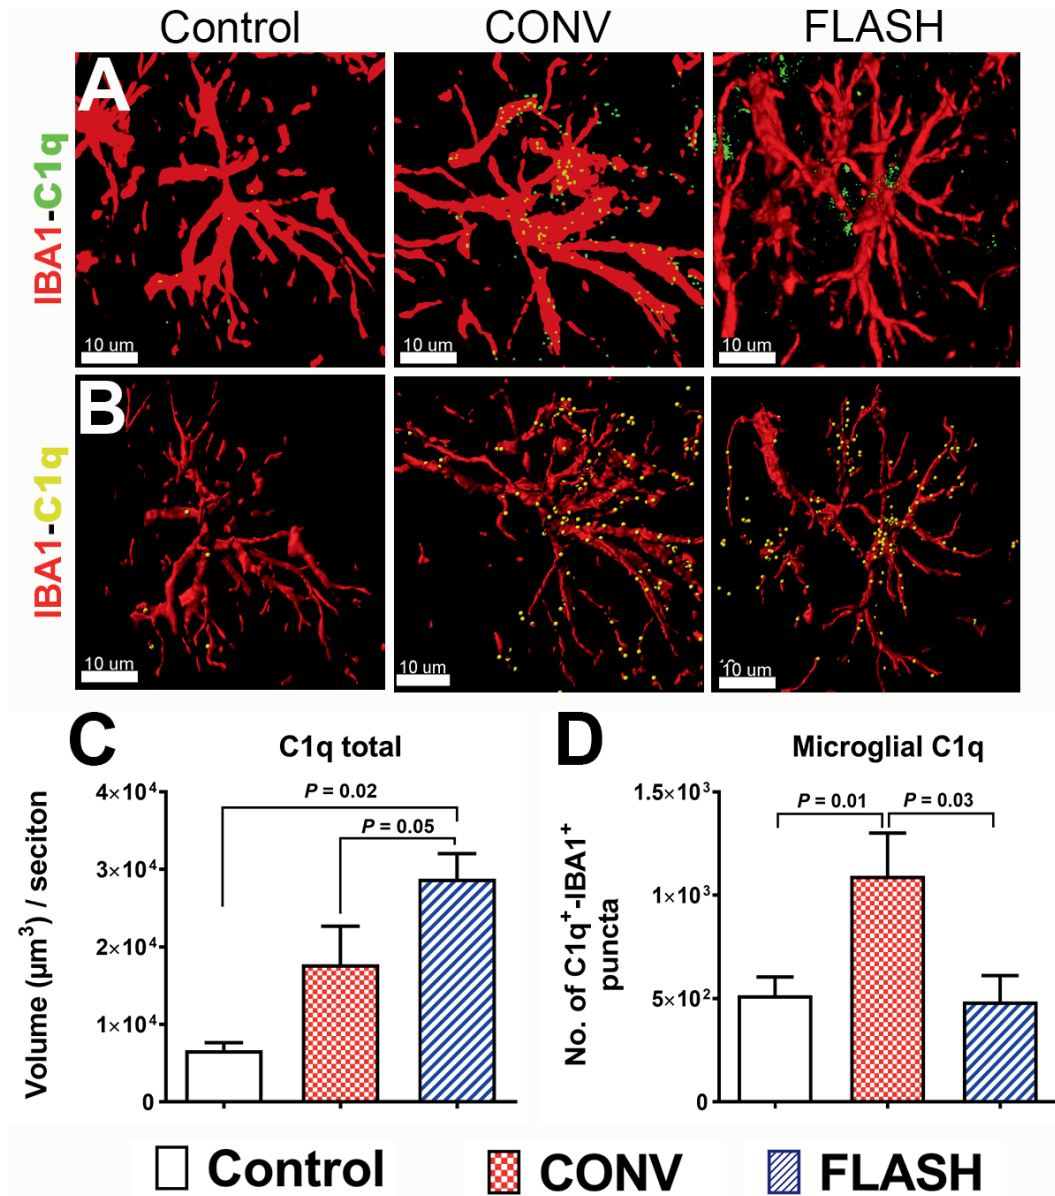 Control CONV FLASH
A
IBA1-C1q
10 um 10 um 10 um
B
IBA1-C1q
10 um 10 um 10 um
C
C1q total
Volume (µm³) / seciton
4×10⁴
3×10⁴
2×10⁴
1×10⁴
0
P = 0.02
P = 0.05
D
Microglial C1q
No. of C1q⁺-IBA1⁺
puncta
1.5×10³
1×10³
5×10²
0
P = 0.01 P = 0.03
Control CONV FLASH